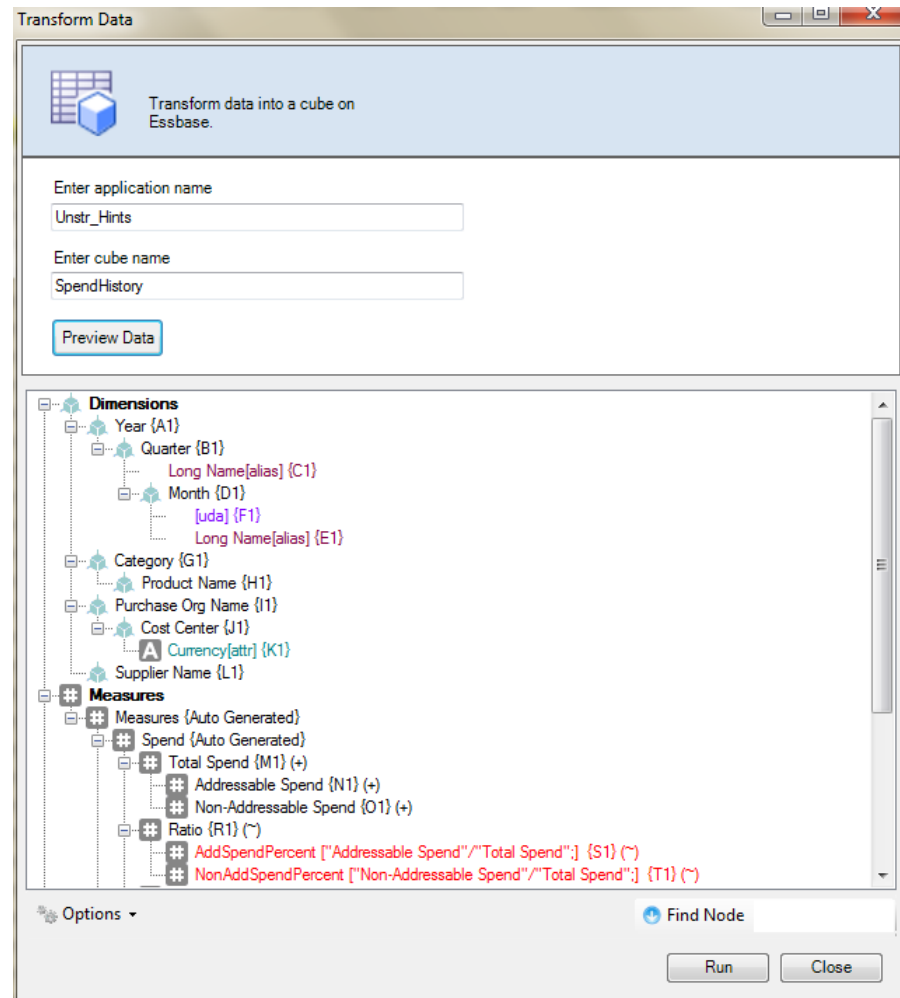 Transform Data
Transform data into a cube on
Essbase.
Enter application name
Unstr_Hints
Enter cube name
SpendHistory
Preview Data
Dimensions
Year {A1}
Quarter {B1}
Long Name[alias] {C1}
Month {D1}
[uda] {F1}
Long Name[alias] {E1}
Category {G1}
Product Name {H1}
Purchase Org Name {I1}
Cost Center {J1}
A Currency[attr] {K1}
Supplier Name {L1}
# Measures
# Measures {Auto Generated}
# Spend {Auto Generated}
# Total Spend {M1} (+)
# Addressable Spend {N1} (+)
# Non-Addressable Spend {O1} (+)
# Ratio {R1} (~)
# AddSpendPercent ["Addressable Spend"/"Total Spend";] {S1} (~)
# NonAddSpendPercent ["Non-Addressable Spend"/"Total Spend";] {T1} (~)
Options
Find Node
Run Close